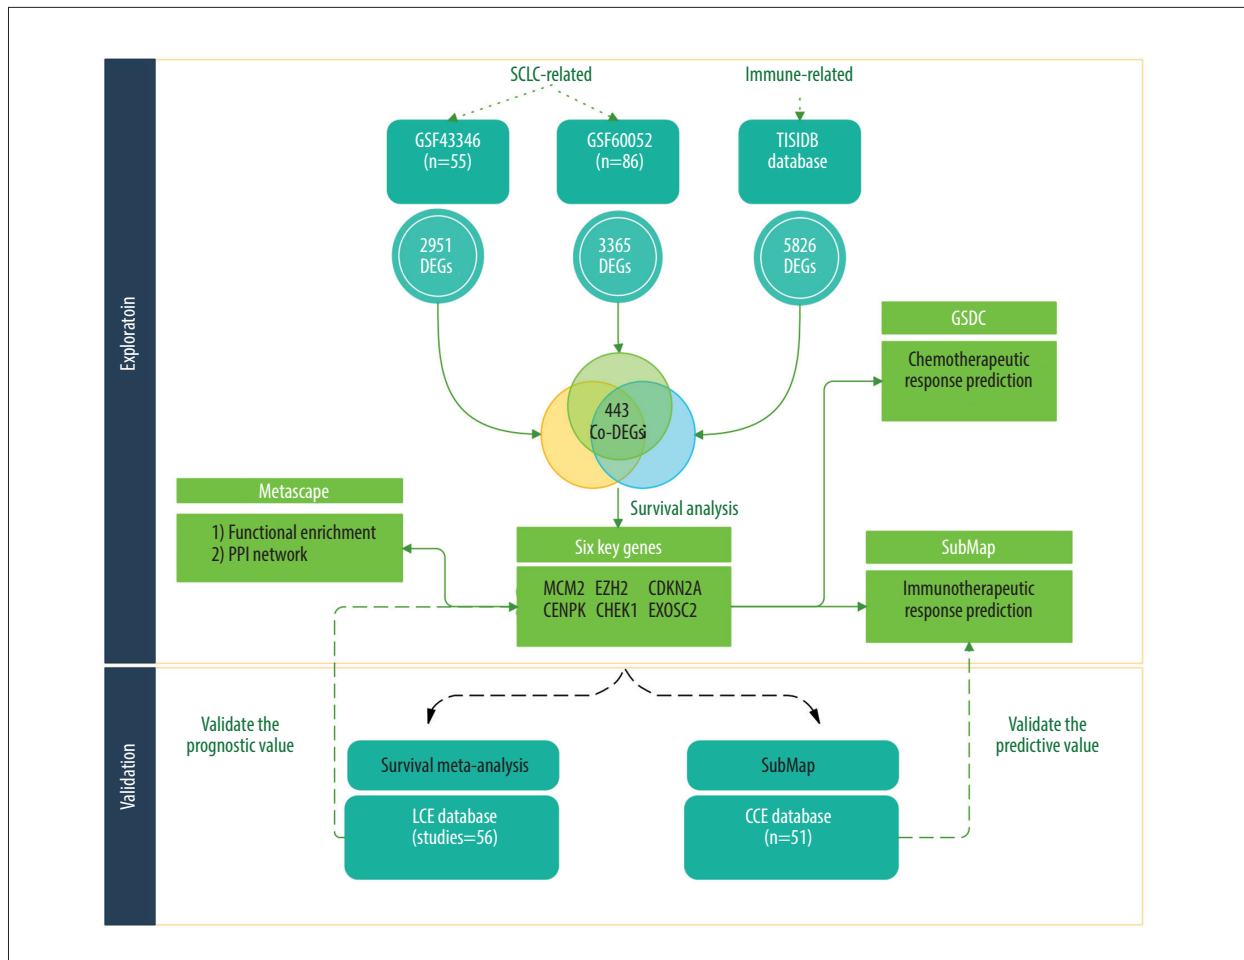 SCLC-related
Immune-related
GSF43346
(n=55)
GSF60052
(n=86)
TISIDB
database
2951
DEGs
3365
DEGs
5826
DEGs
Exploratoin
GSDC
Chemotherapeutic
response prediction
443
Co-DEGsi
Survival analysis
Metascape
1) Functional enrichment
2) PPI network
Six key genes
MCM2 EZH2 CDKN2A
CENPK CHEK1 EXOSC2
SubMap
Immunotherapeutic
response prediction
Validation
Validate the
prognostic value
Validate the
predictive value
Survival meta-analysis
LCE database
(studies=56)
SubMap
CCE database
(n=51)